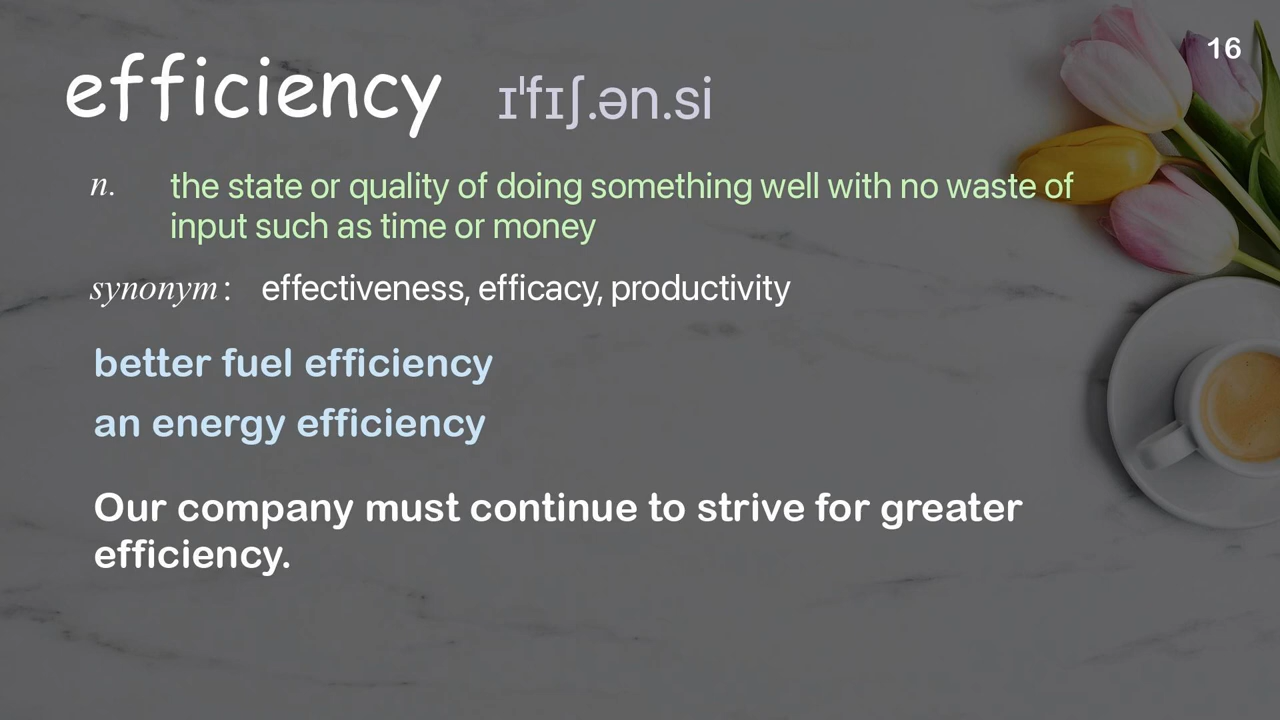 16
efficiency ɪˈfɪʃ.ən.si
n. the state or quality of doing something well with no waste of
input such as time or money
synonym : effectiveness, efficacy, productivity
better fuel efficiency
an energy efficiency
Our company must continue to strive for greater
efficiency.